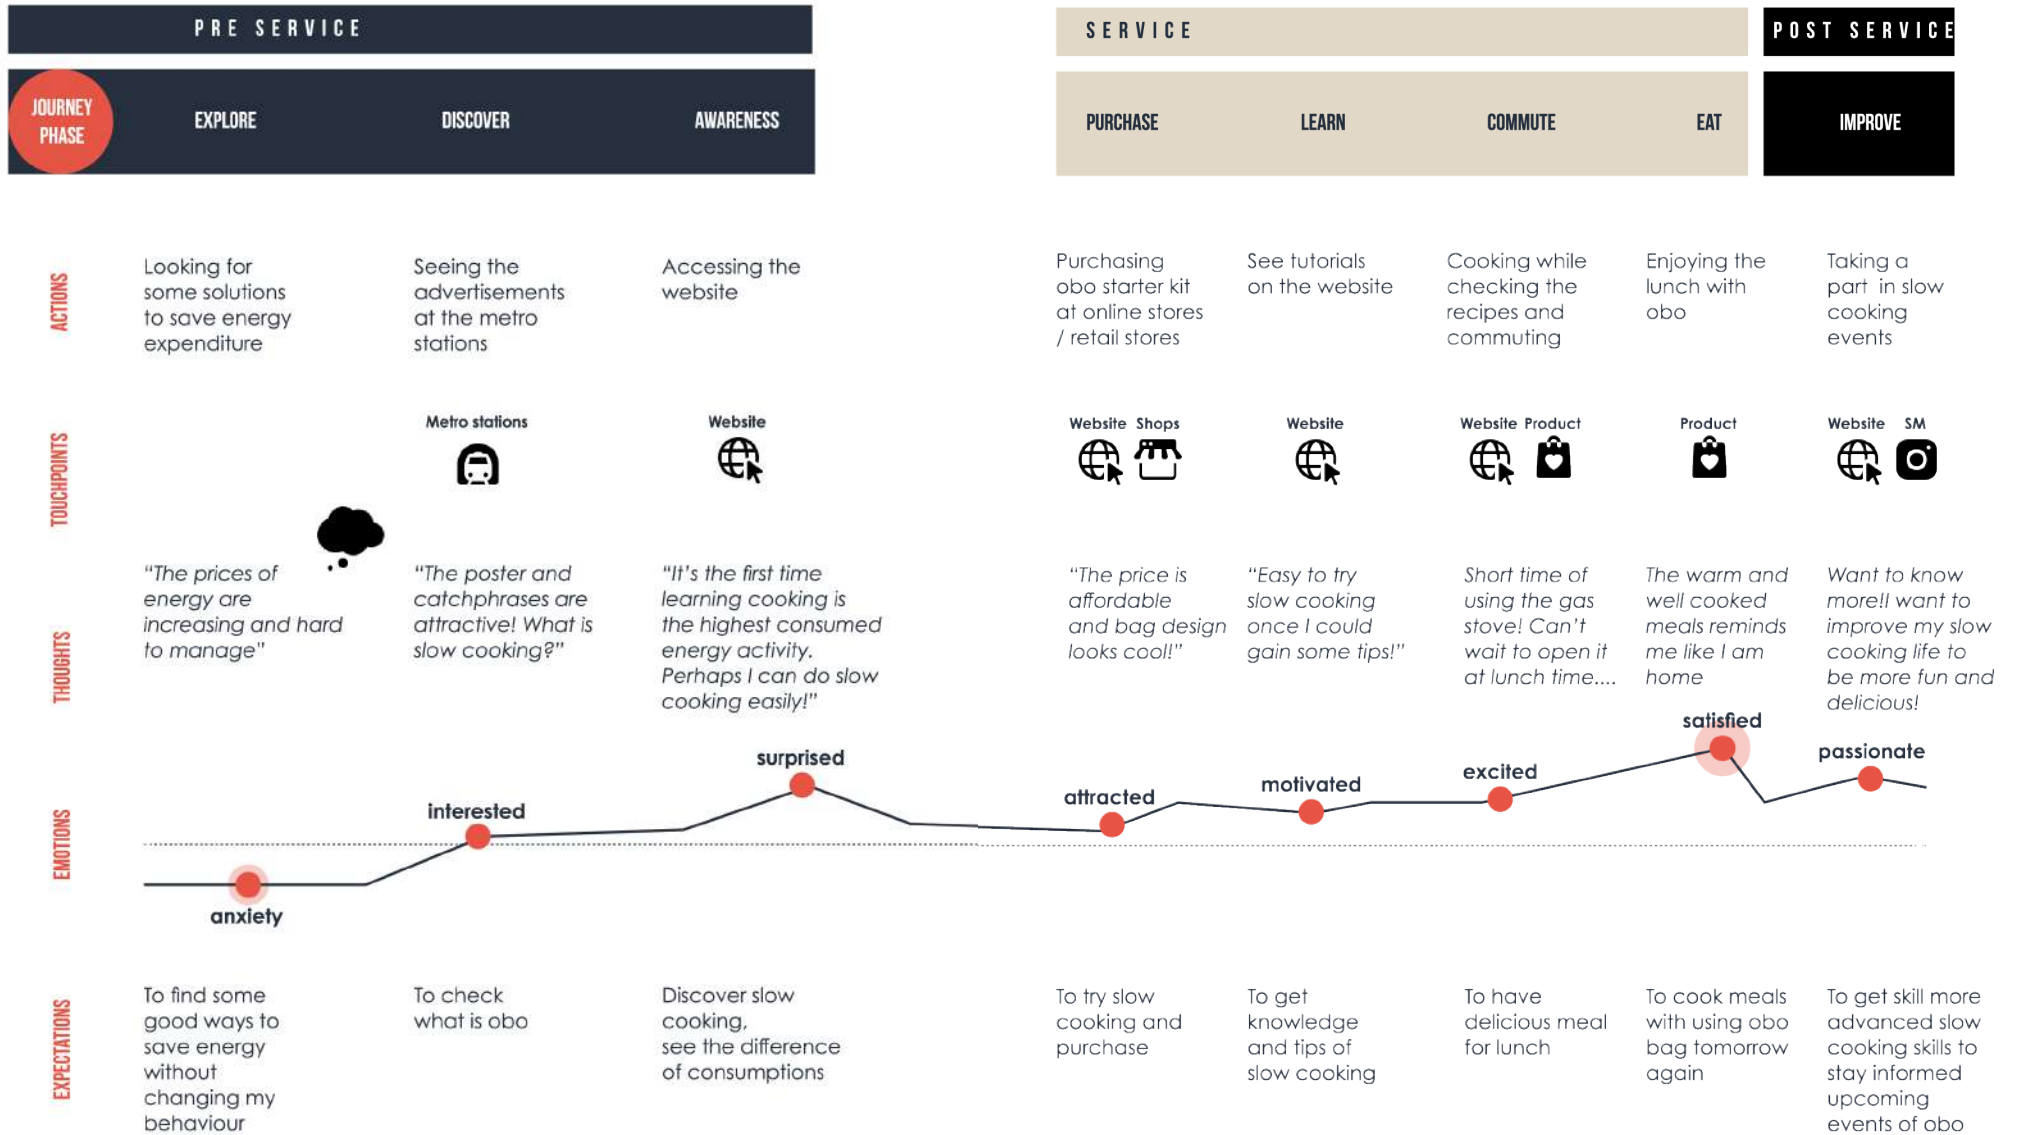 PRE SERVICE
SERVICE
POST SERVICE
JOURNEY
PHASE
EXPLORE
DISCOVER
AWARENESS
PURCHASE
LEARN
COMMUTE
EAT
IMPROVE
ACTIONS
Looking for
some solutions
to save energy
expenditure
Seeing the
advertisements
at the metro
stations
Accessing the
website
Purchasing
obo starter kit
at online stores
/ retail stores
See tutorials
on the website
Cooking while
checking the
recipes and
commuting
Enjoying the
lunch with
obo
Taking a
part in slow
cooking
events
TOUCHPOINTS
Metro stations
Website
Website Shops
Website
Website Product
Product
Website SM
THOUGHTS
“The prices of
energy are
increasing and hard
to manage”
“The poster and
catchphrases are
attractive! What is
slow cooking?”
“It’s the first time
learning cooking is
the highest consumed
energy activity.
Perhaps I can do slow
cooking easily!”
“The price is
affordable
and bag design
looks cool!”
“Easy to try
slow cooking
once I could
gain some tips!”
Short time of
using the gas
stove! Can’t
wait to open it
at lunch time....
The warm and
well cooked
meals reminds
me like I am
home
Want to know
more!I want to
improve my slow
cooking life to
be more fun and
delicious!
EMOTIONS
anxiety
interested
surprised
attracted
motivated
excited
satisfied
passionate
EXPECTATIONS
To find some
good ways to
save energy
without
changing my
behaviour
To check
what is obo
Discover slow
cooking,
see the difference
of consumptions
To try slow
cooking and
purchase
To get
knowledge
and tips of
slow cooking
To have
delicious meal
for lunch
To cook meals
with using obo
bag tomorrow
again
To get skill more
advanced slow
cooking skills to
stay informed
upcoming
events of obo